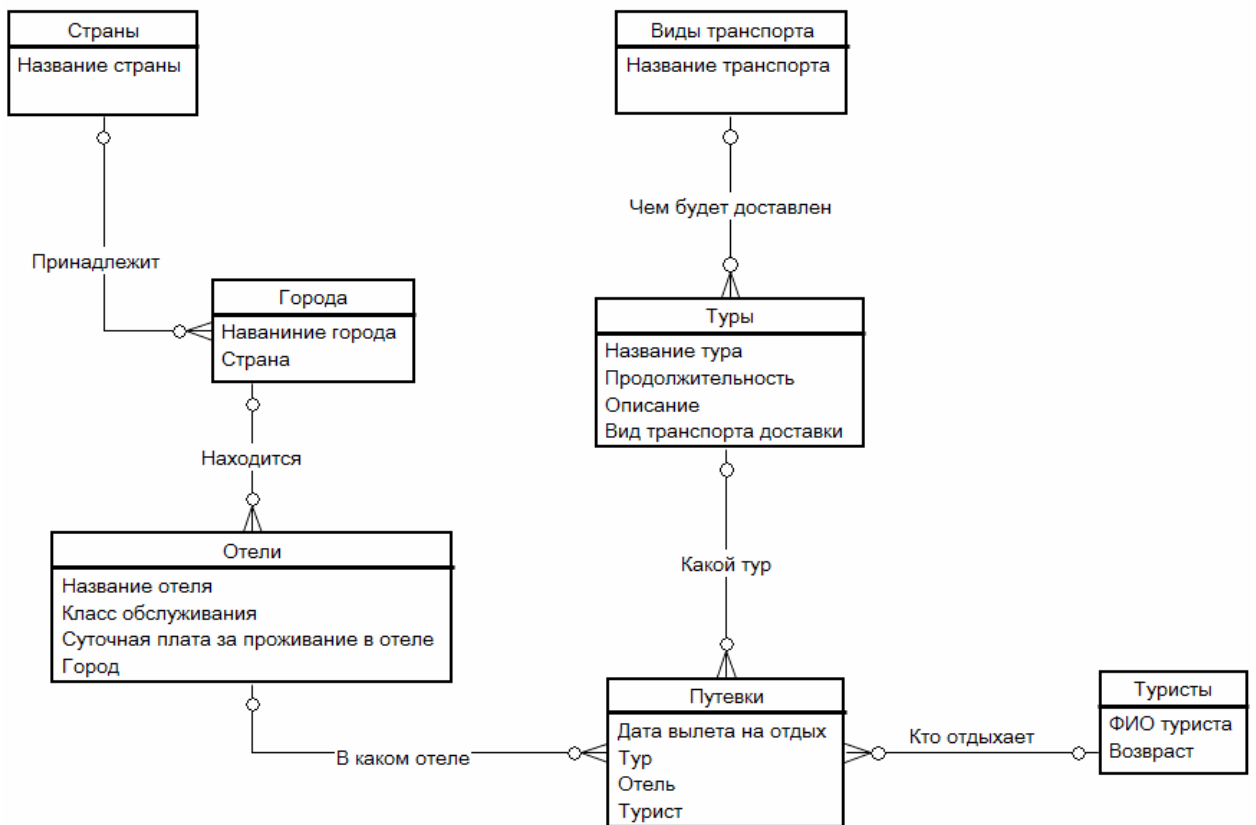 Страны
Название страны
Виды транспорта
Название транспорта
Чем будет доставлен
Принадлежит
Города
Наваниние города
Страна
Туры
Название тура
Продолжительность
Описание
Вид транспорта доставки
Находится
Отели
Название отеля
Класс обслуживания
Суточная плата за проживание в отеле
Город
Какой тур
В каком отеле
Путевки
Дата вылета на отдых
Тур
Отель
Турист
Кто отдыхает
Туристы
ФИО туриста
Возвраст